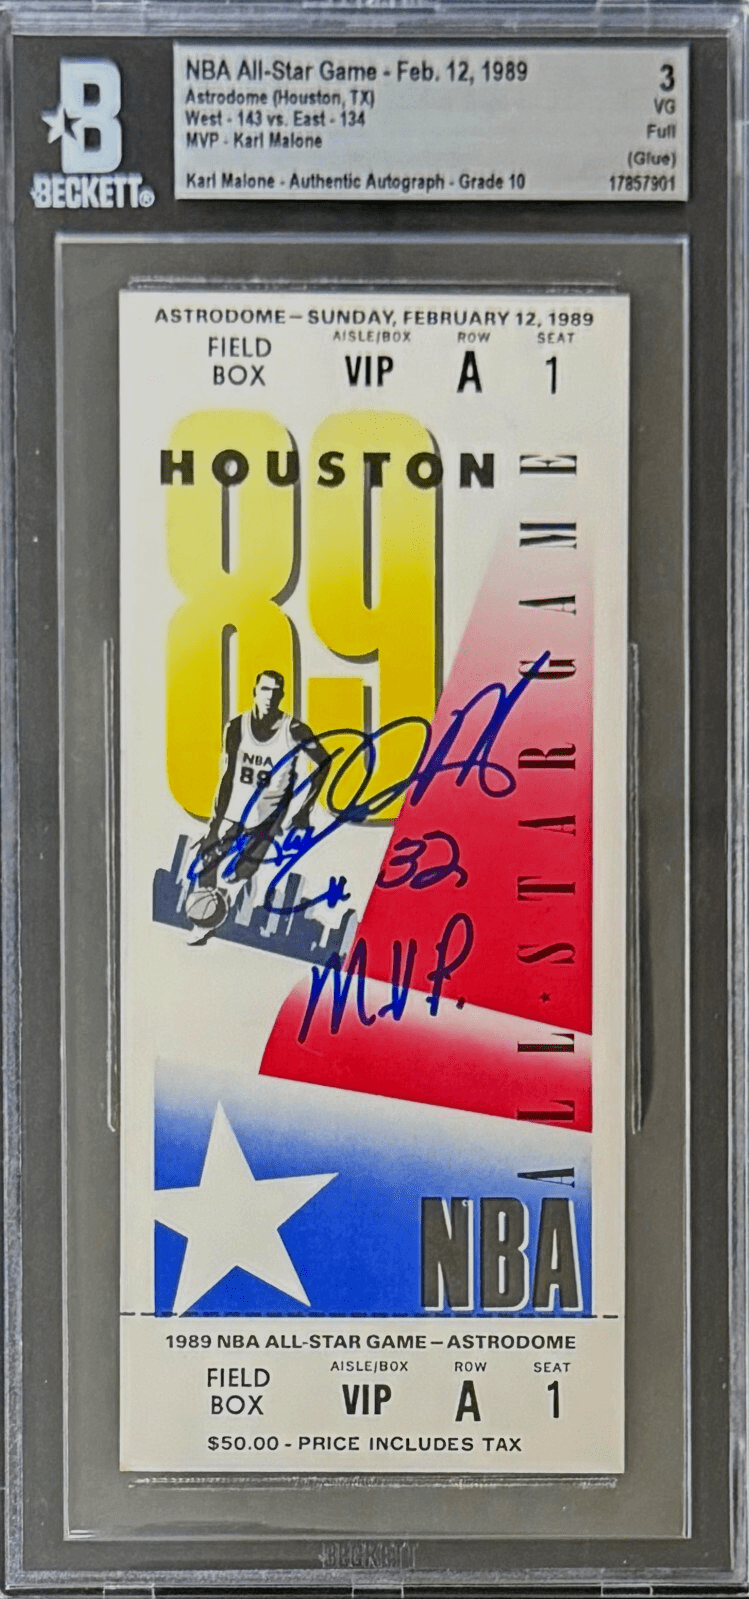 NBA All-Star Game - Feb. 12, 1989
3
Astrodome (Houston, TX)
VG
West - 143 vs. East - 134
Full
MVP - Karl Malone
(Glue)
Karl Malone - Authentic Autograph - Grade 10
17857901
B
BECKETT®
ASTRODOME—SUNDAY, FEBRUARY 12, 1989
FIELD BOX
AISLE/BOX
VIP
ROW
A
SEAT
1
HOUSTON
89
ALL★STAR GAME
NBA
89
#32
M.V.P.
NBA
1989 NBA ALL-STAR GAME—ASTRODOME
FIELD BOX
AISLE/BOX
VIP
ROW
A
SEAT
1
$50.00 - PRICE INCLUDES TAX
BECKETT